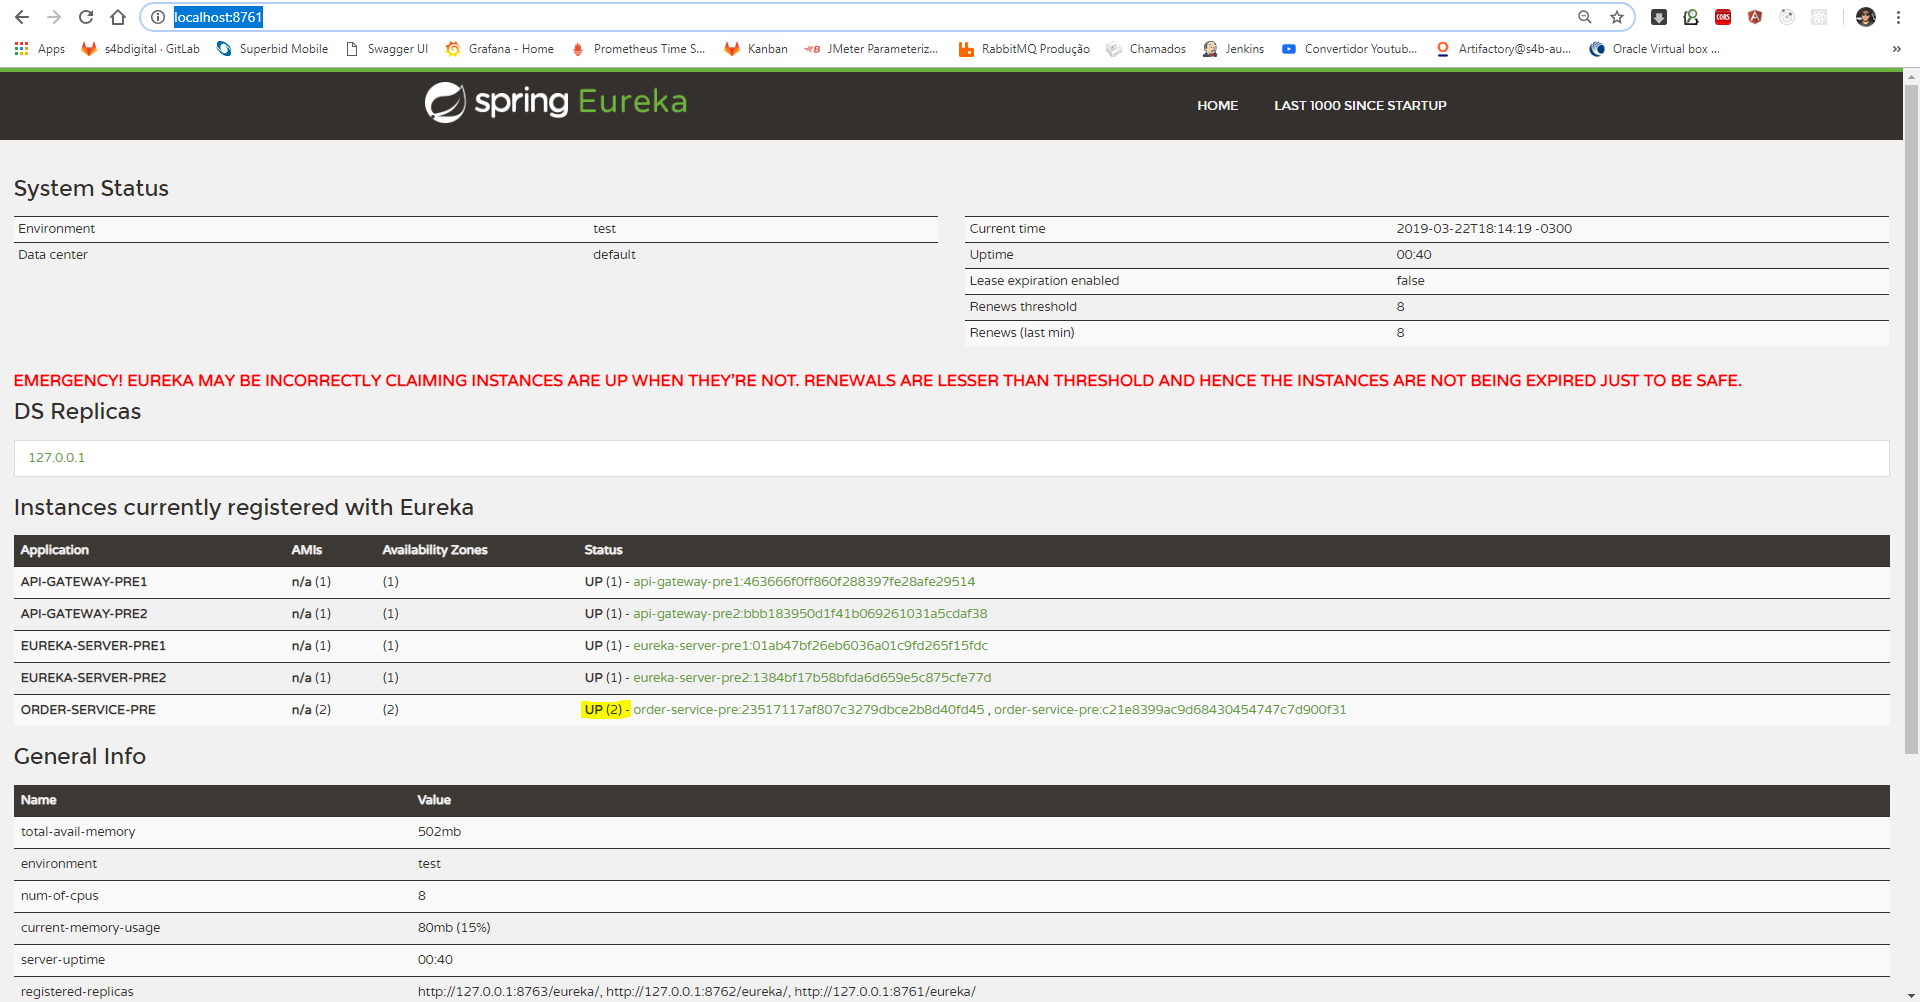 localhost:8761
Apps s4bdigital · GitLab Superbid Mobile Swagger UI Grafana - Home Prometheus Time S... Kanban JMeter Parameteriz... RabbitMQ Produção Chamados Jenkins Convertidor Youtub... Artifactory@s4b-au... Oracle Virtual box ... »
spring Eureka HOME LAST 1000 SINCE STARTUP
System Status
Environment test
Data center default
Current time 2019-03-22T18:14:19 -0300
Uptime 00:40
Lease expiration enabled false
Renews threshold 8
Renews (last min) 8
EMERGENCY! EUREKA MAY BE INCORRECTLY CLAIMING INSTANCES ARE UP WHEN THEY'RE NOT. RENEWALS ARE LESSER THAN THRESHOLD AND HENCE THE INSTANCES ARE NOT BEING EXPIRED JUST TO BE SAFE.
DS Replicas
127.0.0.1
Instances currently registered with Eureka
Application AMIs Availability Zones Status
API-GATEWAY-PRE1 n/a (1) (1) UP (1) - api-gateway-pre1:463666f0ff860f288397fe28afe29514
API-GATEWAY-PRE2 n/a (1) (1) UP (1) - api-gateway-pre2:bbb183950d1f41b069261031a5cdaf38
EUREKA-SERVER-PRE1 n/a (1) (1) UP (1) - eureka-server-pre1:01ab47bf26eb6036a01c9fd265f15fdc
EUREKA-SERVER-PRE2 n/a (1) (1) UP (1) - eureka-server-pre2:1384bf17b58bfda6d659e5c875cfe77d
ORDER-SERVICE-PRE n/a (2) (2) UP (2) - order-service-pre:23517117af807c3279dbce2b8d40fd45 , order-service-pre:c21e8399ac9d68430454747c7d900f31
General Info
Name Value
total-avail-memory 502mb
environment test
num-of-cpus 8
current-memory-usage 80mb (15%)
server-uptime 00:40
registered-replicas http://127.0.0.1:8763/eureka/, http://127.0.0.1:8762/eureka/, http://127.0.0.1:8761/eureka/